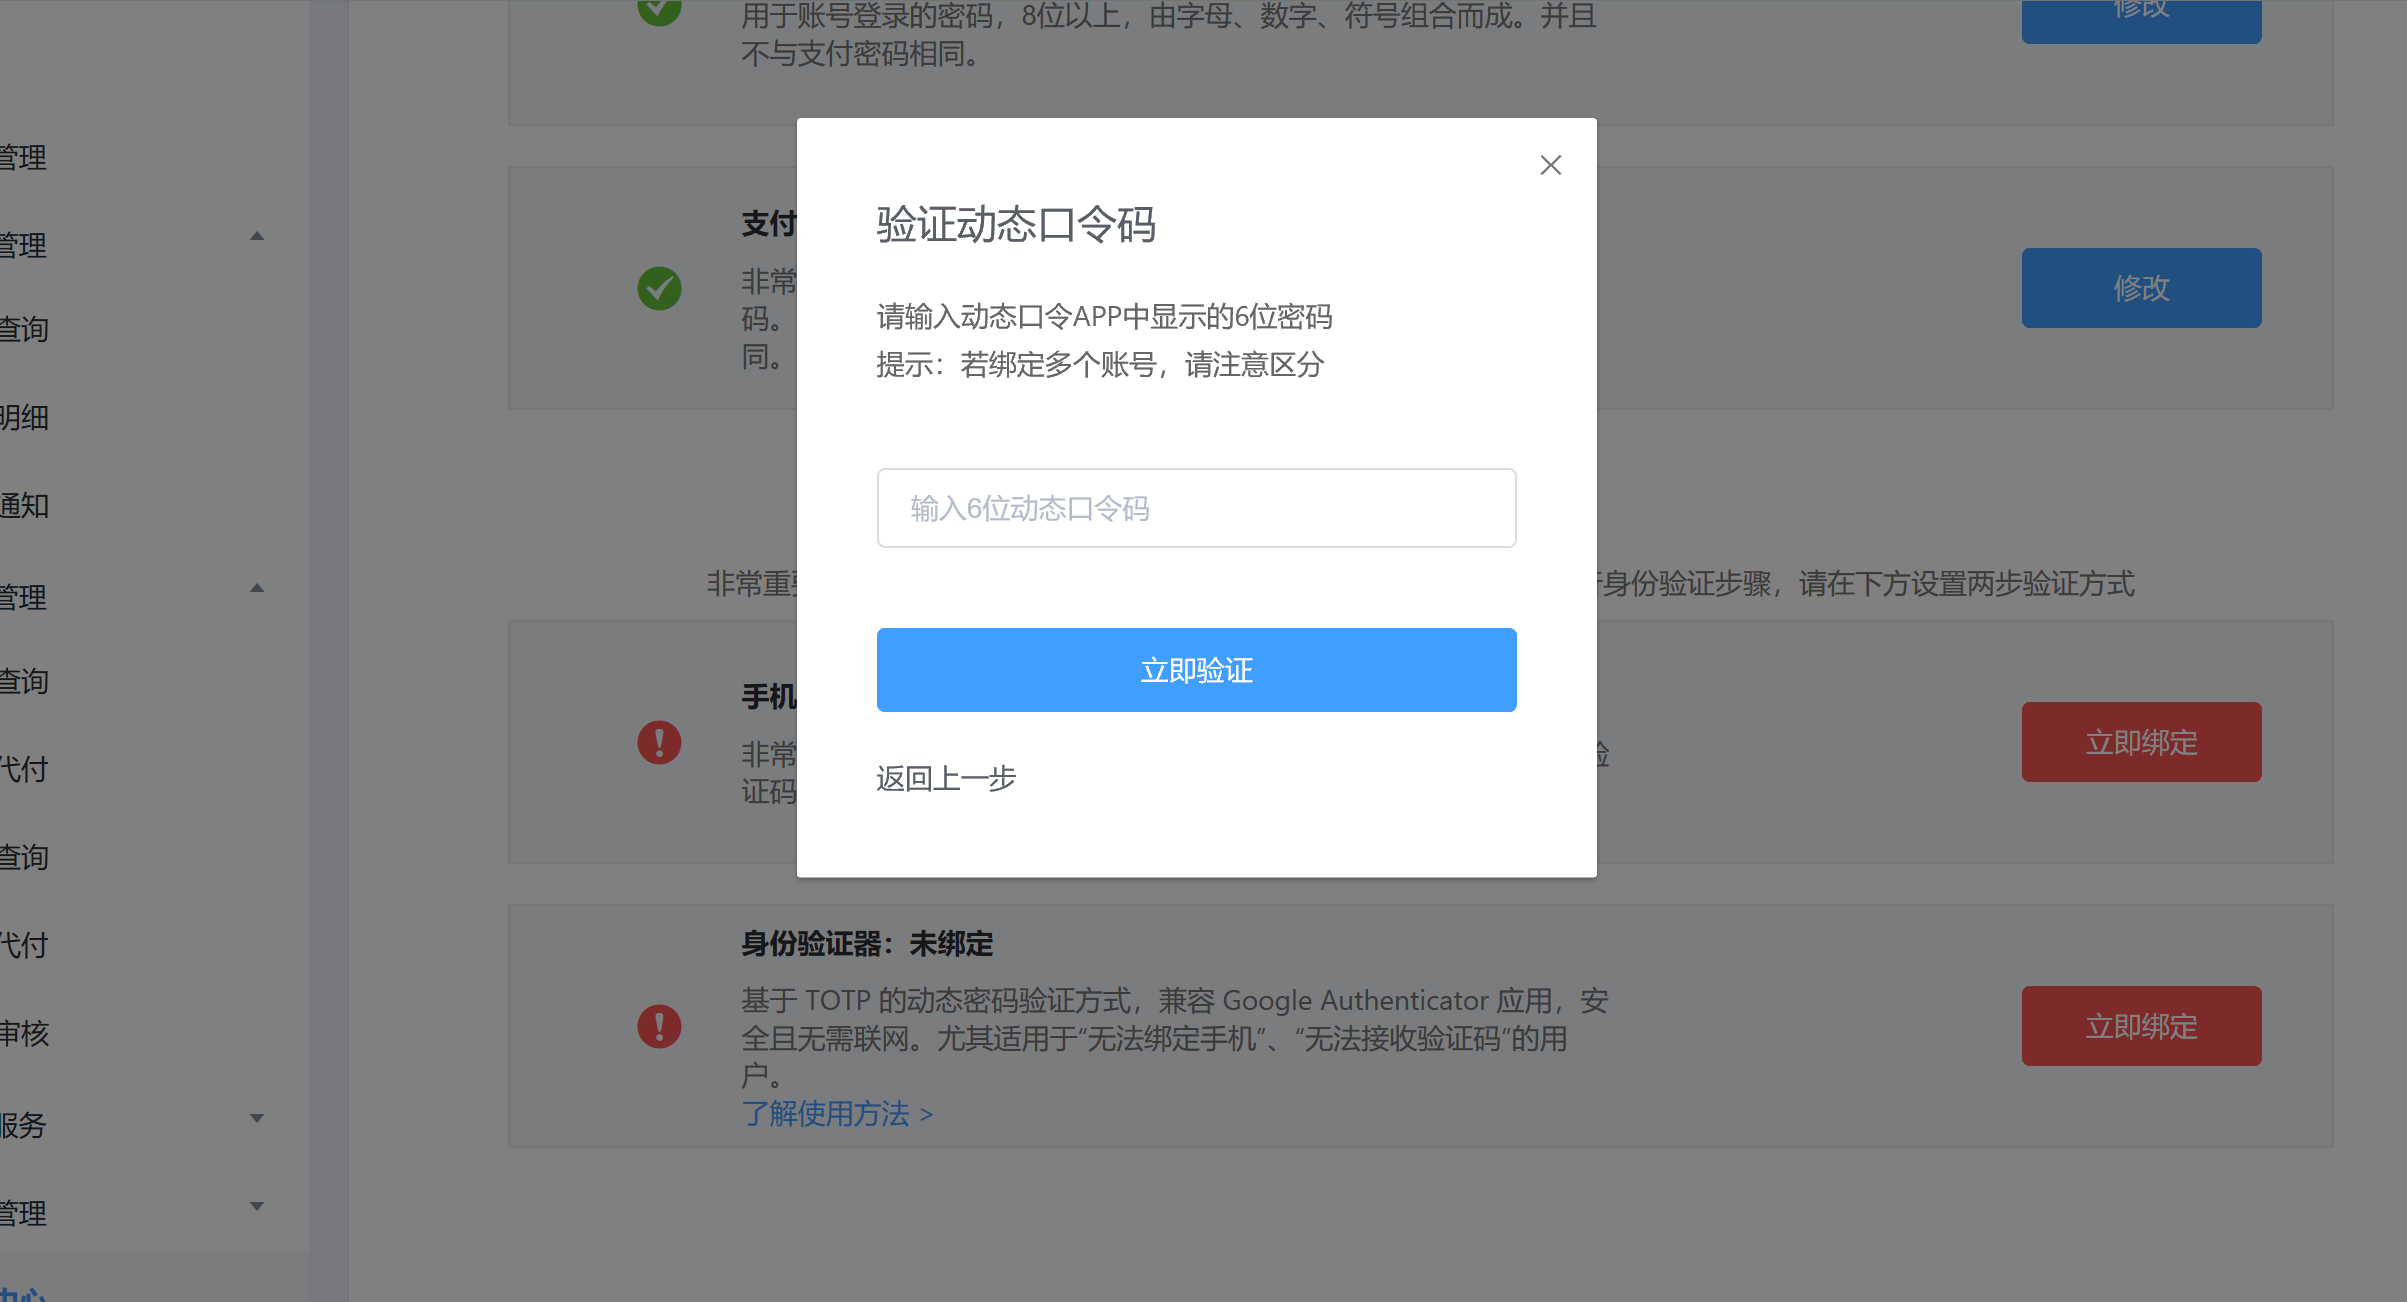 用于账号登录的密码，8位以上，由字母、数字、符号组合而成。并且
不与支付密码相同。
修改
管理
管理
查询
明细
通知
管理
查询
代付
查询
代付
审核
服务
管理
中心
支付
非常
码。
同。
修改
验证动态口令码
请输入动态口令APP中显示的6位密码
提示：若绑定多个账号，请注意区分
输入6位动态口令码
立即验证
返回上一步
非常重 身份验证步骤，请在下方设置两步验证方式
手机
非常 验
证码
立即绑定
身份验证器：未绑定
基于 TOTP 的动态密码验证方式，兼容 Google Authenticator 应用，安
全且无需联网。尤其适用于“无法绑定手机”、“无法接收验证码”的用
户。
了解使用方法 >
立即绑定